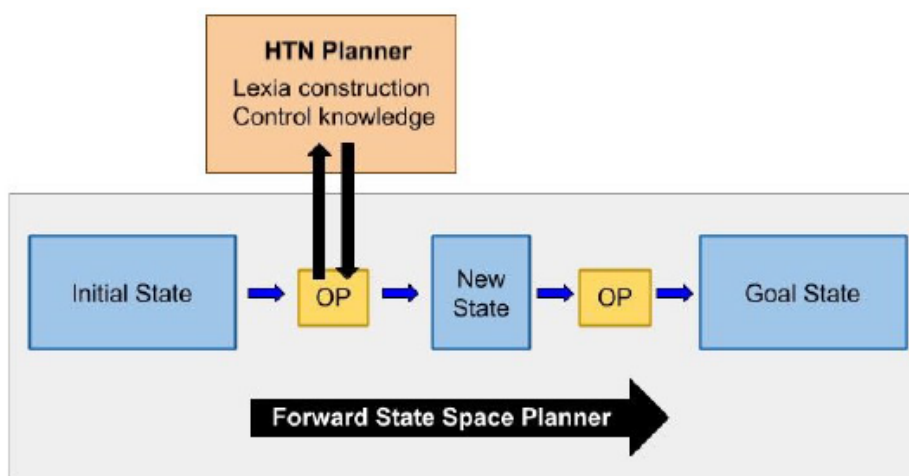 HTN Planner
Lexia construction
Control knowledge
Initial State
OP
New
State
OP
Goal State
Forward State Space Planner